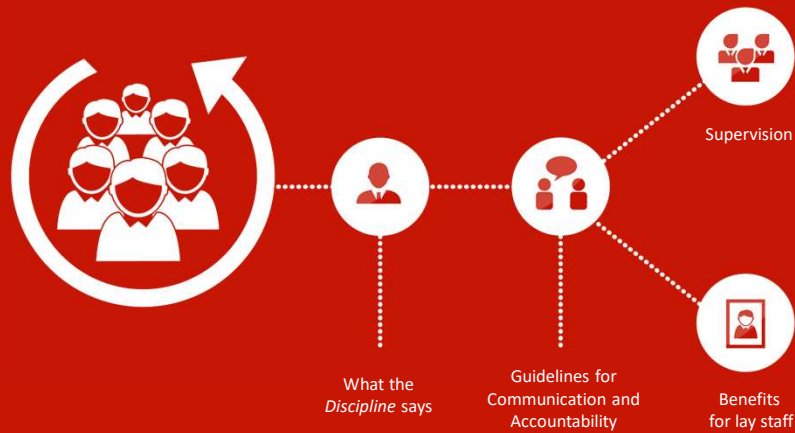 Supervision
What the
Discipline says
Guidelines for
Communication and
Accountability
Benefits
for lay staff